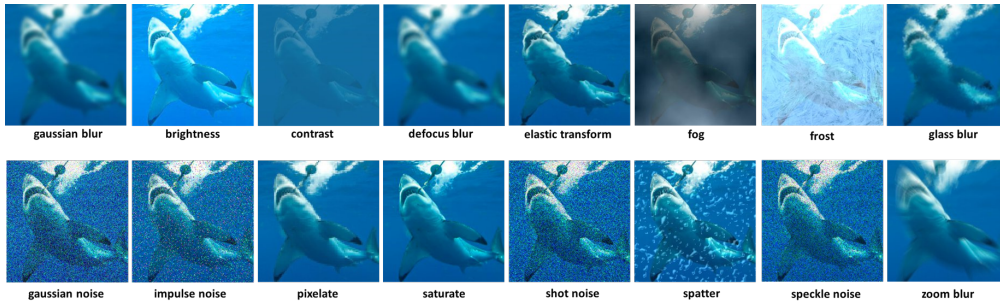 gaussian blur brightness contrast defocus blur elastic transform fog frost glass blur
gaussian noise impulse noise pixelate saturate shot noise spatter speckle noise zoom blur